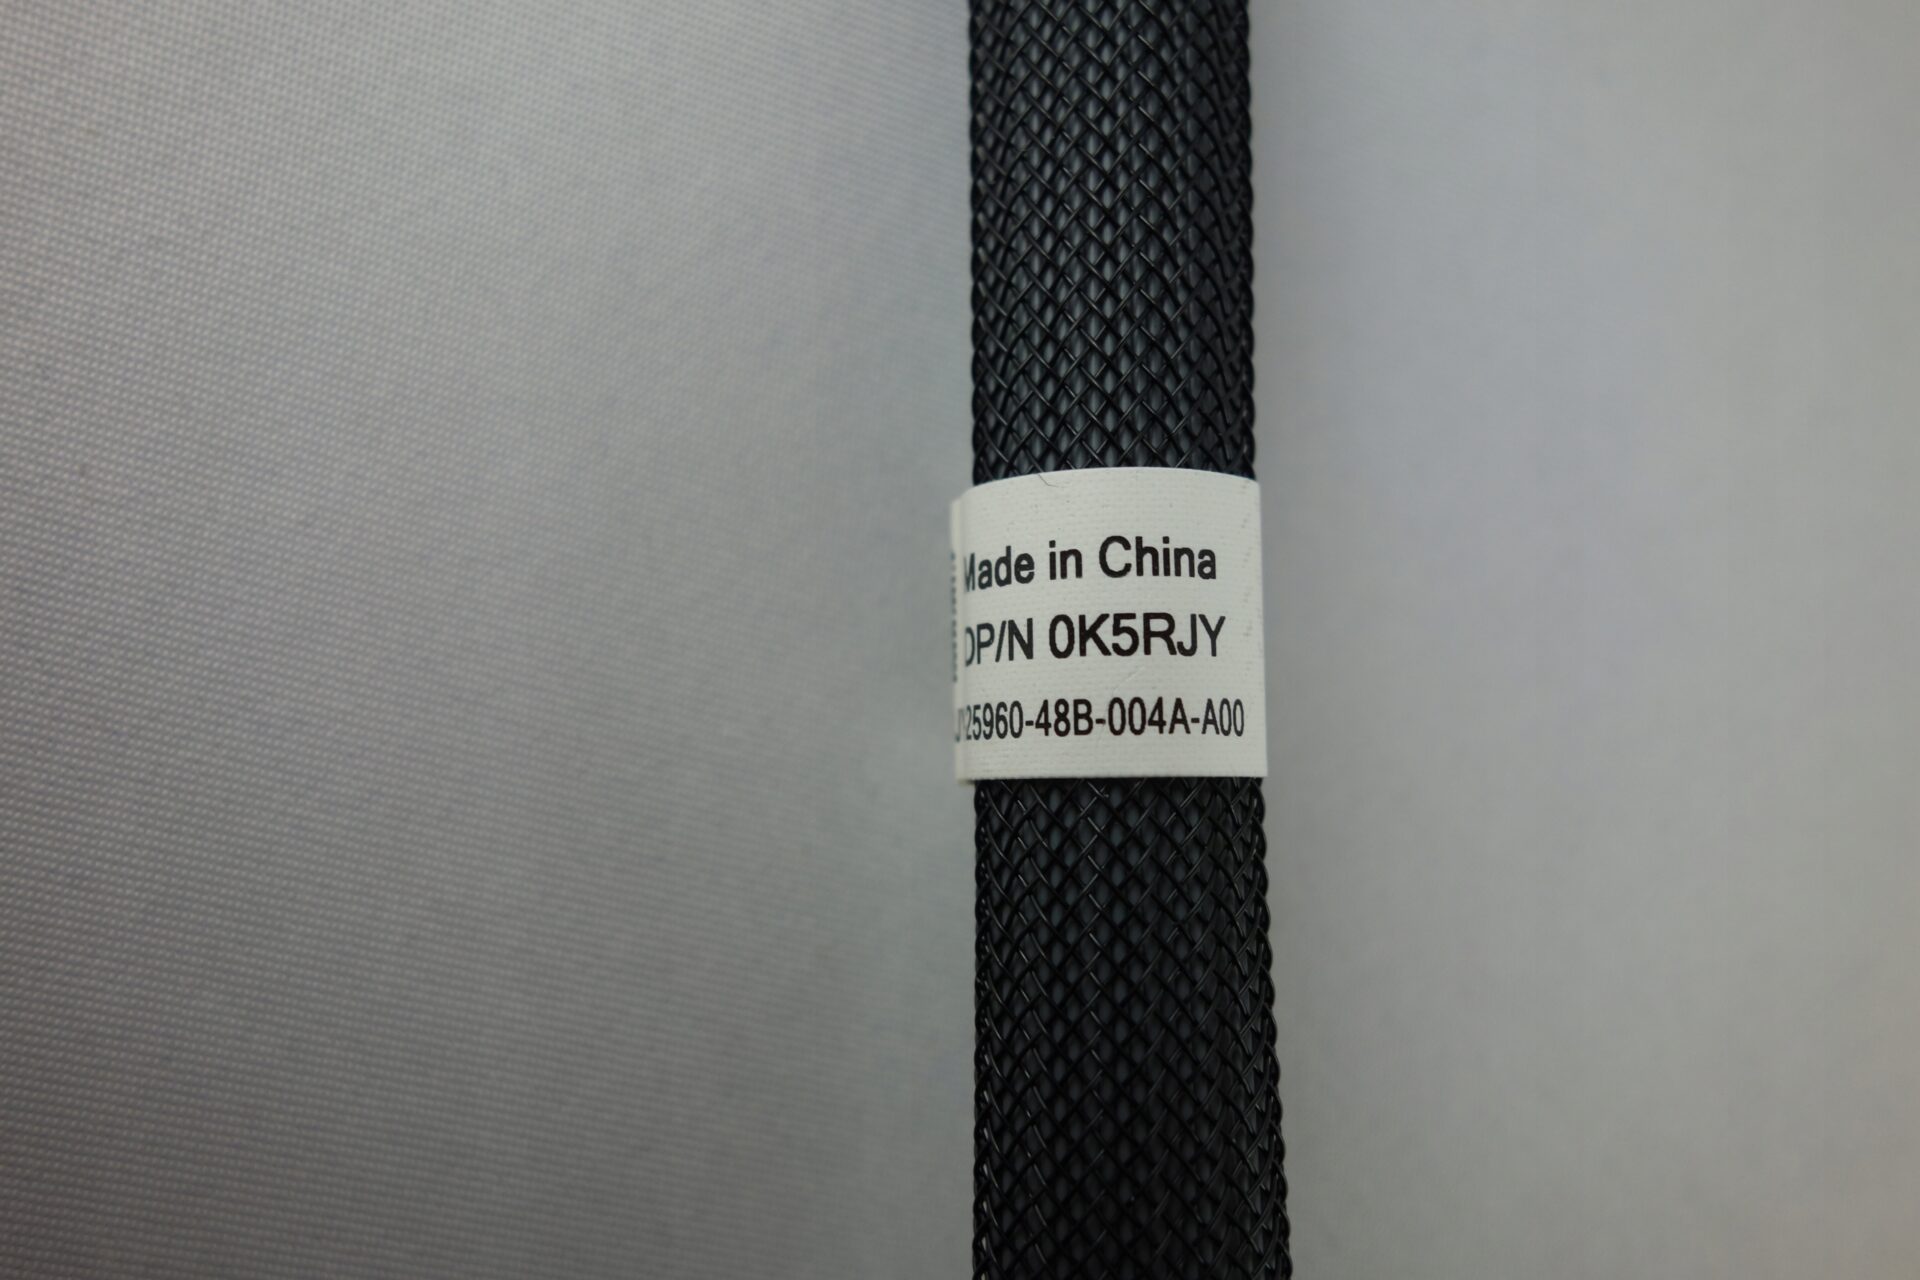 Made in China
DP/N 0K5RJY
25960-48B-004A-A00